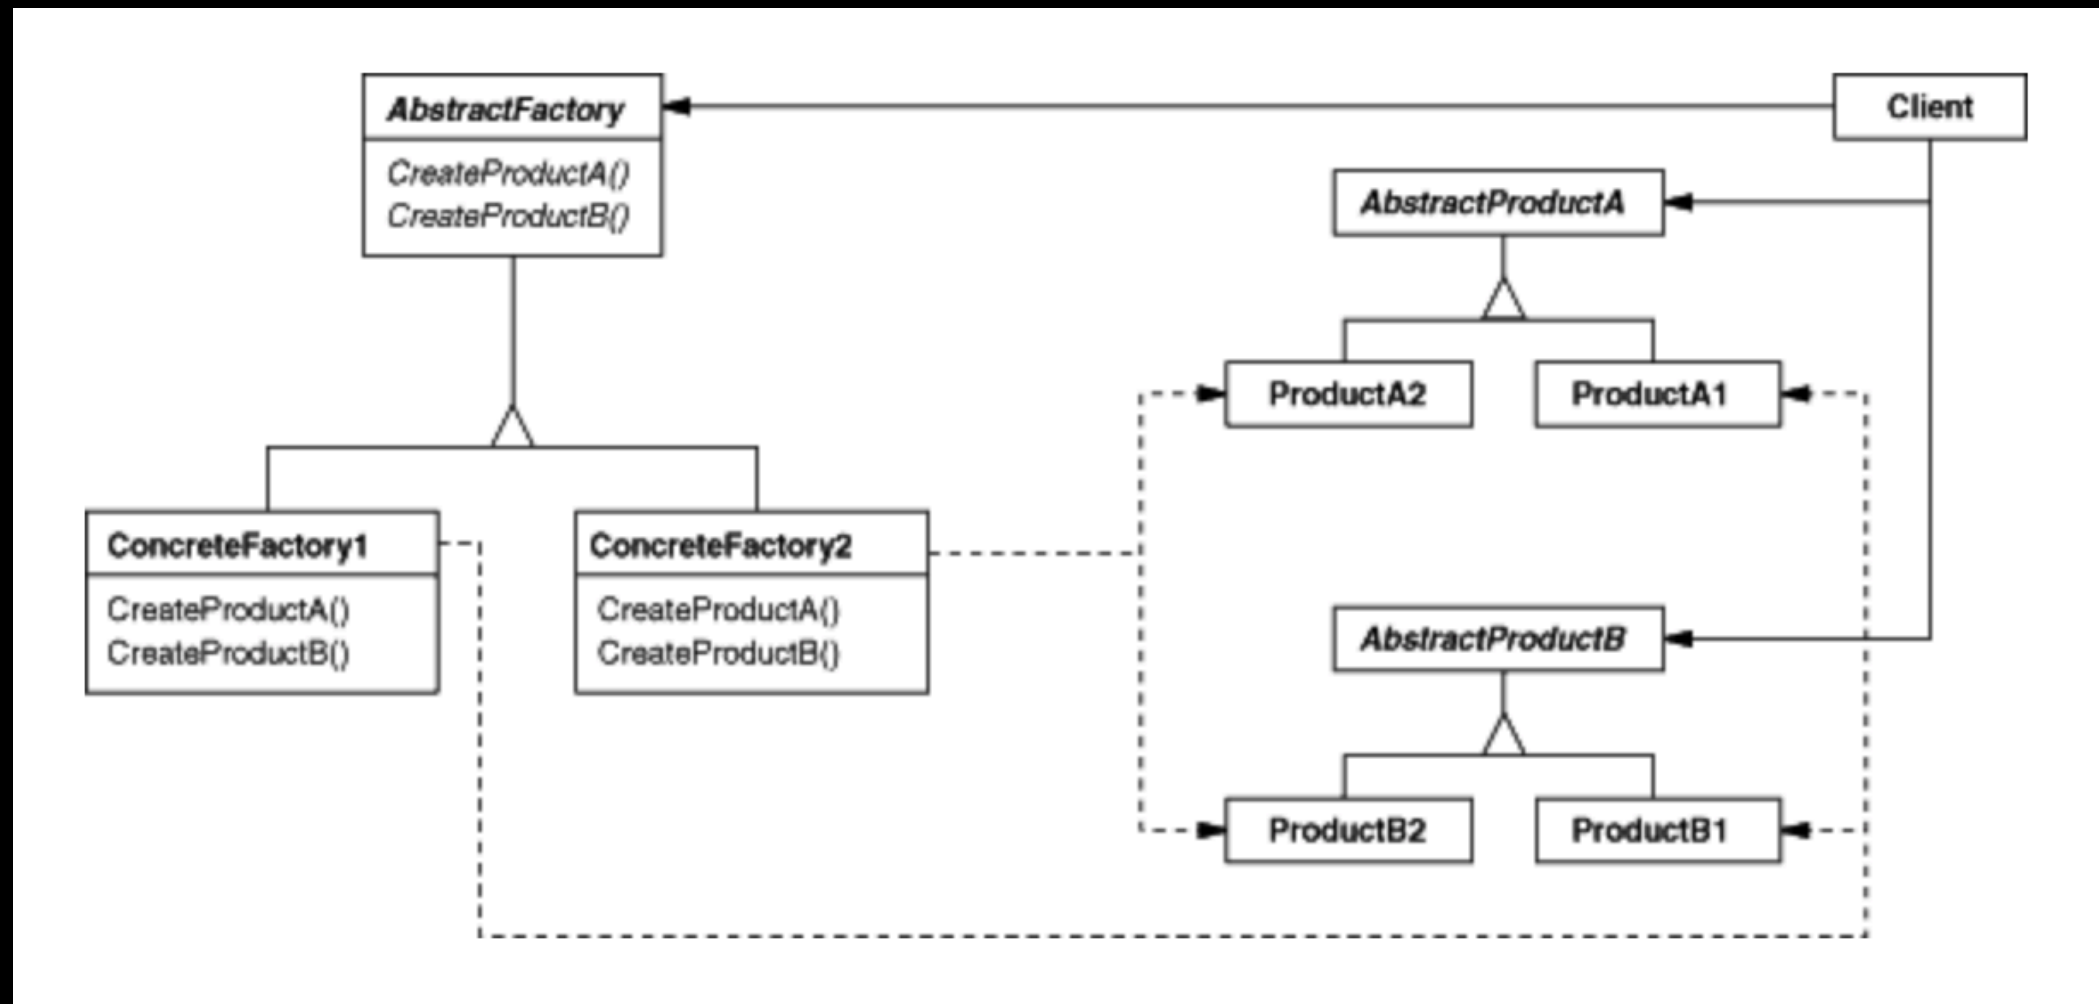 AbstractFactory
CreateProductA()
CreateProductB()
Client
AbstractProductA
ProductA2
ProductA1
ConcreteFactory1
CreateProductA()
CreateProductB()
ConcreteFactory2
CreateProductA()
CreateProductB()
AbstractProductB
ProductB2
ProductB1